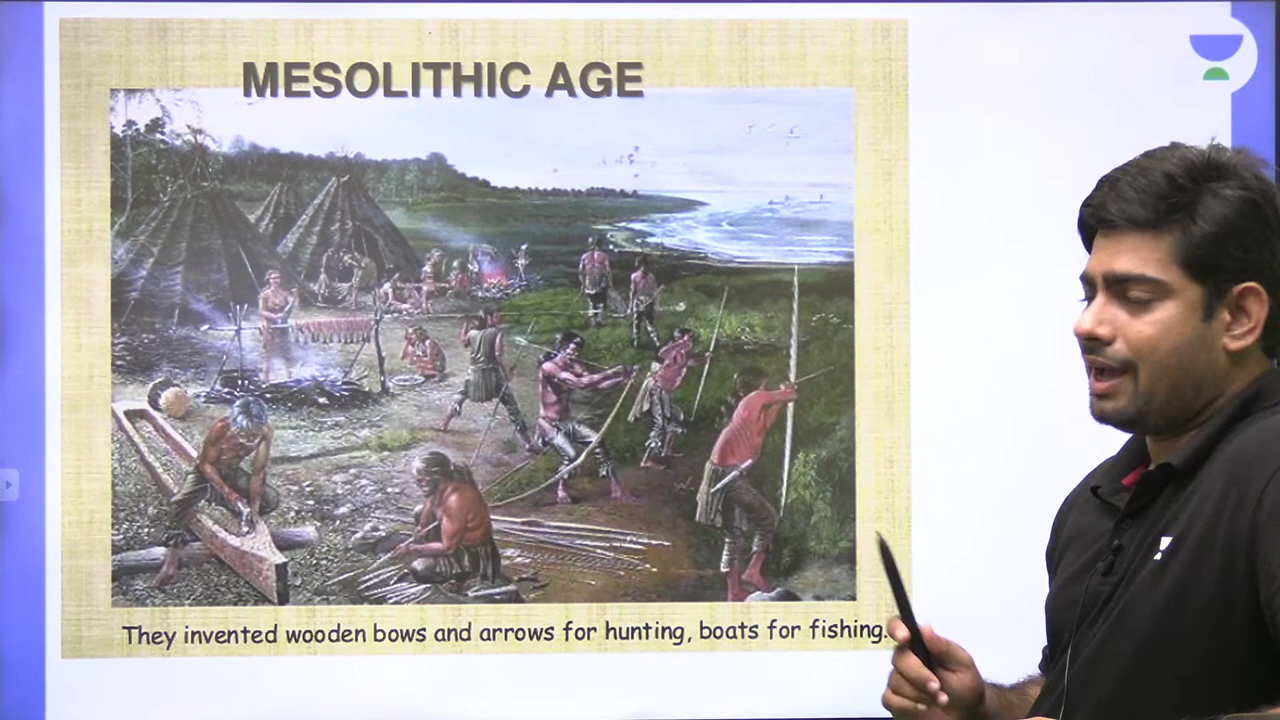 MESOLITHIC AGE
They invented wooden bows and arrows for hunting, boats for fishing.